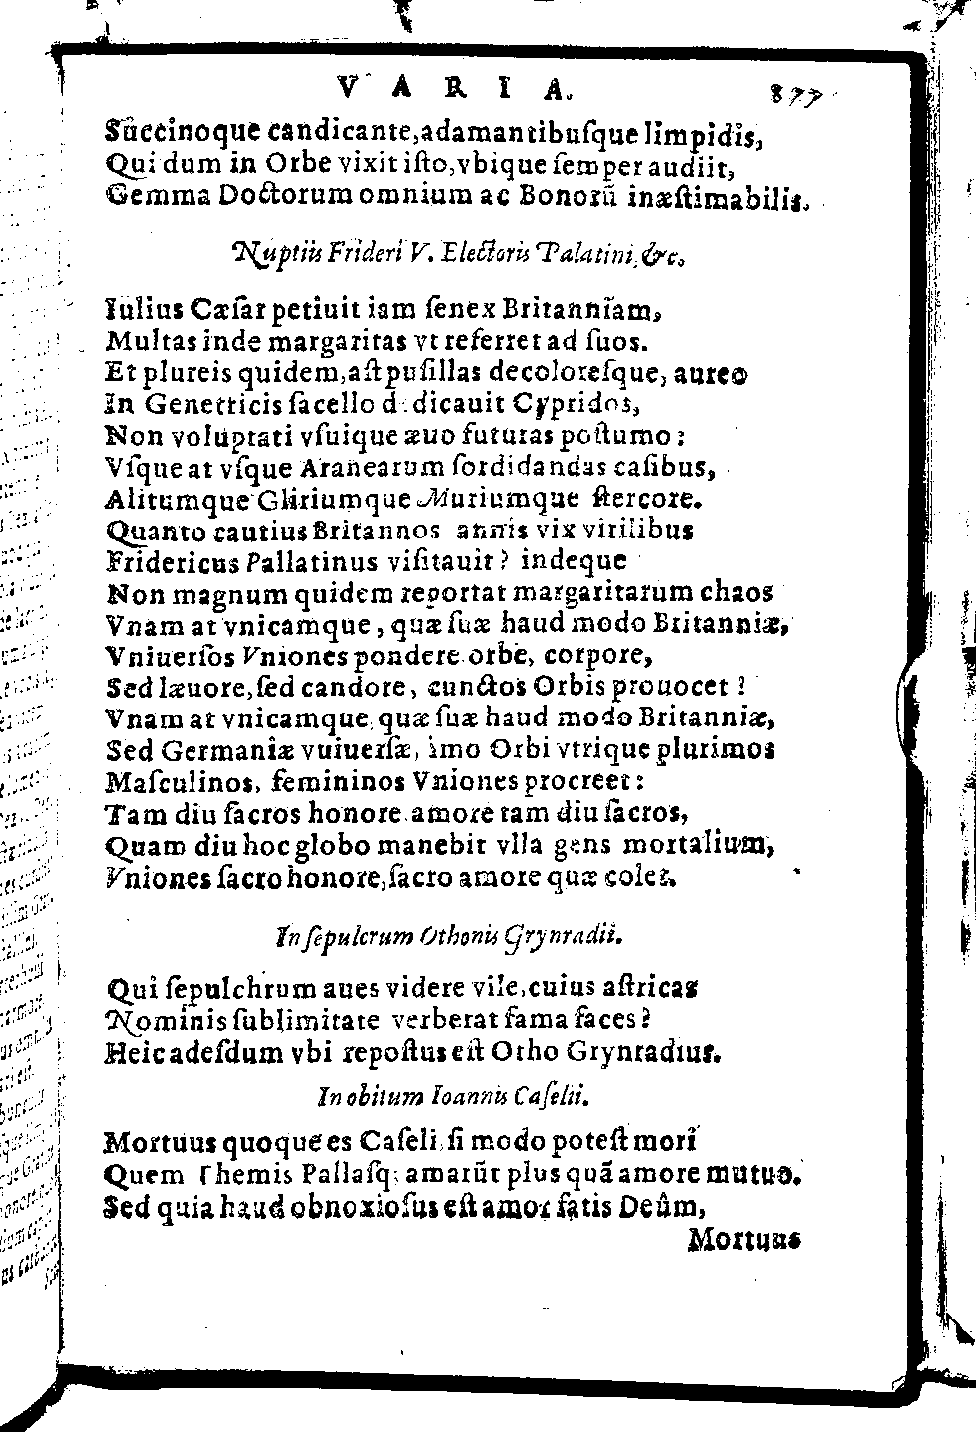 VARIA. 877
Succinoque candicante, adamantibuſque limpidis,
Qui dum in Orbe vixit iſto, vbique ſemper audiit,
Gemma Doctorum omnium ac Bonorū inæſtimabilis.
Nuptiis Frideri V. Electoris Palatini, &c.
Iulius Cæſar petiuit iam ſenex Britanniam,
Multas inde margaritas vt referret ad ſuos.
Et plureis quidem, aſt puſillas decoloreſque, aureo
In Genetricis ſacello dedicauit Cypridos,
Non voluptati vſuique æuo futuras poſtumo:
Vſque at vſque Aranearum ſordidandas caſibus,
Alitumque Gliriumque Muriumque ſtercore.
Quanto cautius Britannos annis vix virilibus
Fridericus Pallatinus viſitauit? indeque
Non magnum quidem reportat margaritarum chaos
Vnam at vnicamque, quæ ſuæ haud modo Britanniæ,
Vniuerſos Vniones pondere, orbe, corpore,
Sed læuore, ſed candore, cunctos Orbis prouocet!
Vnam at vnicamque, quæ ſuæ haud modo Britanniæ,
Sed Germaniæ vuiuerſæ, imo Orbi vtrique plurimos
Maſculinos, femininos Vniones procreet:
Tam diu ſacros honore, amore tam diu ſacros,
Quam diu hoc globo manebit vlla gens mortalium,
Vniones ſacro honore, ſacro amore quæ colet.
In ſepulcrum Othonis Grynradii.
Qui ſepulchrum aues videre vile, cuius aſtricas
Nominis ſublimitate verberat fama faces?
Heic adeſdum vbi repoſtus eſt Otho Grynradius.
In obitum Ioannis Caſelii.
Mortuus quoque es Caſeli, ſi modo poteſt mori
Quem Themis Pallaſq; amarūt plus quā amore mutuo.
Sed quia haud obnoxioſus eſt amor fatis Deûm,
Mortuus